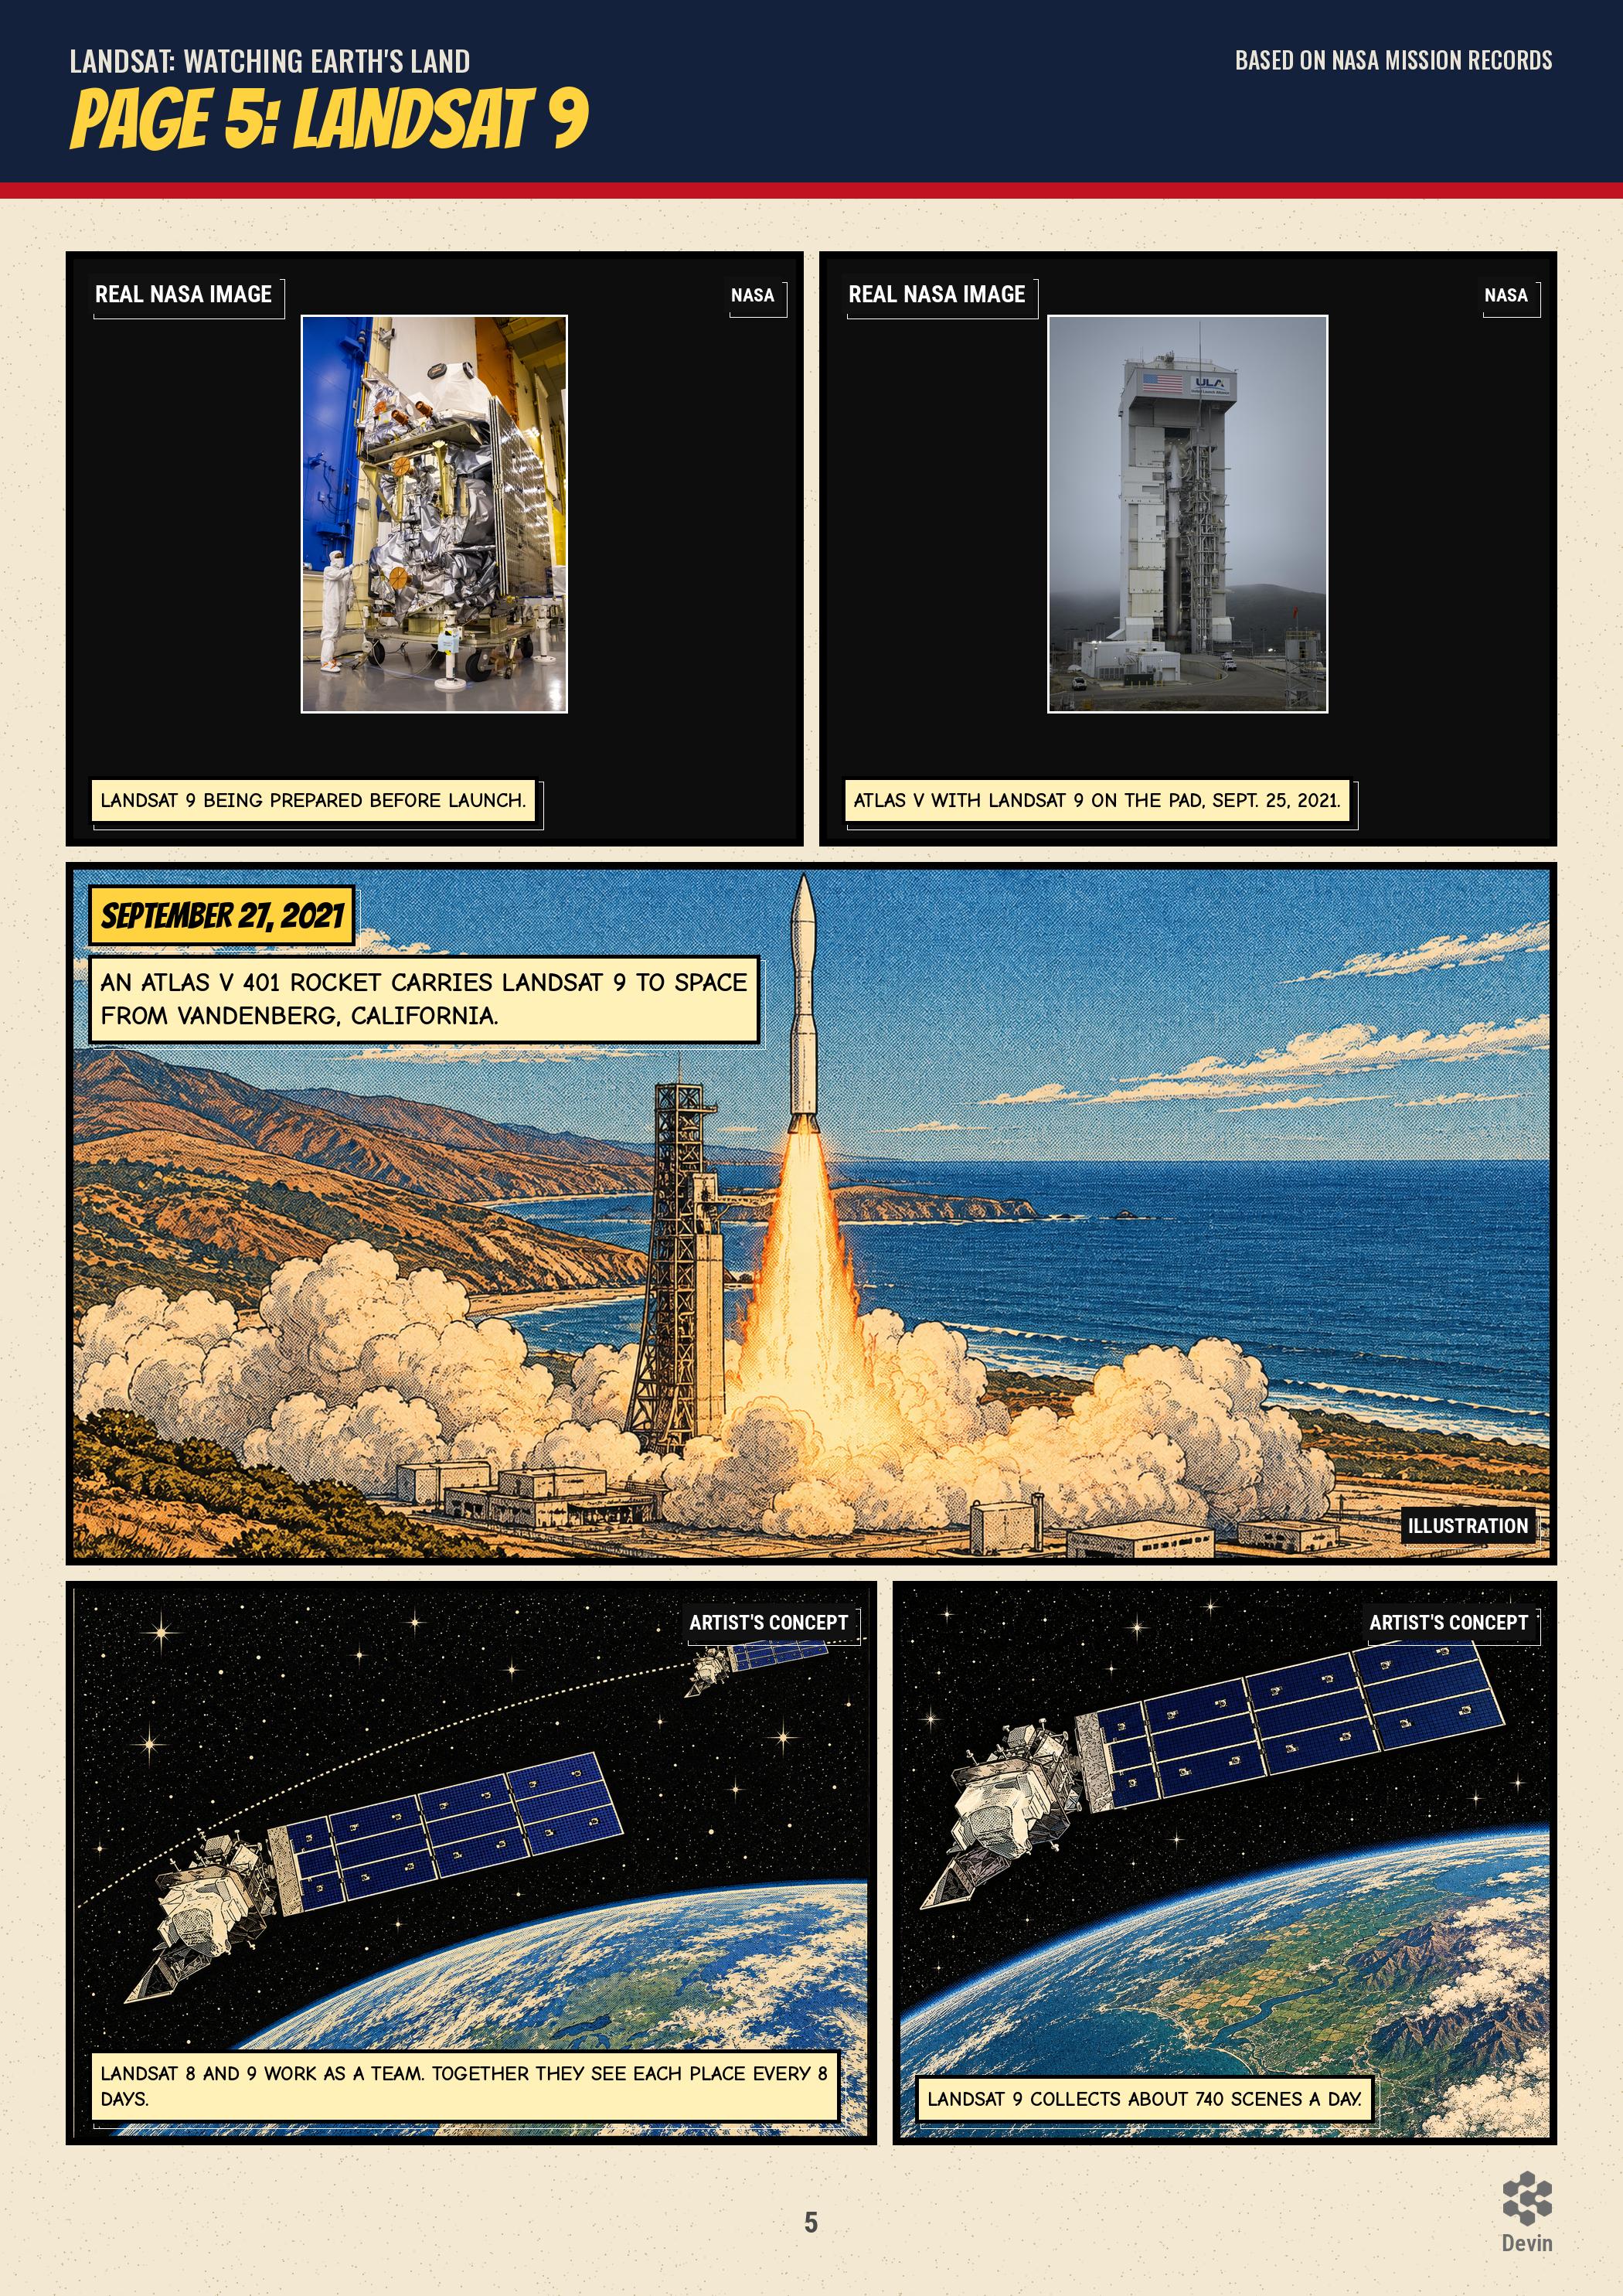 LANDSAT: WATCHING EARTH'S LAND
BASED ON NASA MISSION RECORDS
PAGE 5: LANDSAT 9
REAL NASA IMAGE
NASA
LANDSAT 9 BEING PREPARED BEFORE LAUNCH.
REAL NASA IMAGE
NASA
ULA
ATLAS V WITH LANDSAT 9 ON THE PAD, SEPT. 25, 2021.
SEPTEMBER 27, 2021
AN ATLAS V 401 ROCKET CARRIES LANDSAT 9 TO SPACE
FROM VANDENBERG, CALIFORNIA.
ILLUSTRATION
ARTIST'S CONCEPT
LANDSAT 8 AND 9 WORK AS A TEAM. TOGETHER THEY SEE EACH PLACE EVERY 8
DAYS.
ARTIST'S CONCEPT
LANDSAT 9 COLLECTS ABOUT 740 SCENES A DAY.
5
Devin